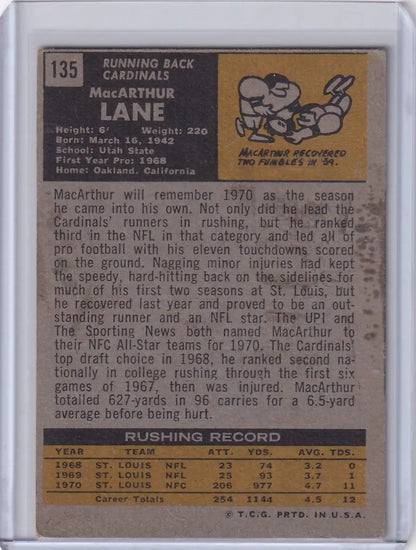 135
RUNNING BACK
CARDINALS
MacARTHUR
LANE
Height: 6' Weight: 220
Born: March 16, 1942
School: Utah State
First Year Pro: 1968
Home: Oakland, California
MACARTHUR RECOVERED
TWO FUMBLES IN '69.
MacArthur will remember 1970 as the season
he came into his own. Not only did he lead the
Cardinals' runners in rushing, but he ranked
third in the NFL in that category and led all of
pro football with his eleven touchdowns scored
on the ground. Nagging minor injuries had kept
the speedy, hard-hitting back on the sidelines for
much of his first two seasons at St. Louis, but
he recovered last year and proved to be an out-
standing runner and an NFL star. The UPI and
The Sporting News both named MacArthur to
their NFC All-Star teams for 1970. The Cardinals'
top draft choice in 1968, he ranked second na-
tionally in college rushing through the first six
games of 1967, then was injured. MacArthur
totalled 627-yards in 96 carries for a 6.5-yard
average before being hurt.
RUSHING RECORD
YEAR TEAM ATT. YDS. AVG. TDS.
1968 ST. LOUIS NFL 23 74 3.2 0
1969 ST. LOUIS NFL 25 93 3.7 1
1970 ST. LOUIS NFC 206 977 4.7 11
Career Totals 254 1144 4.5 12
© T.C.G. PRTD. IN U.S.A.